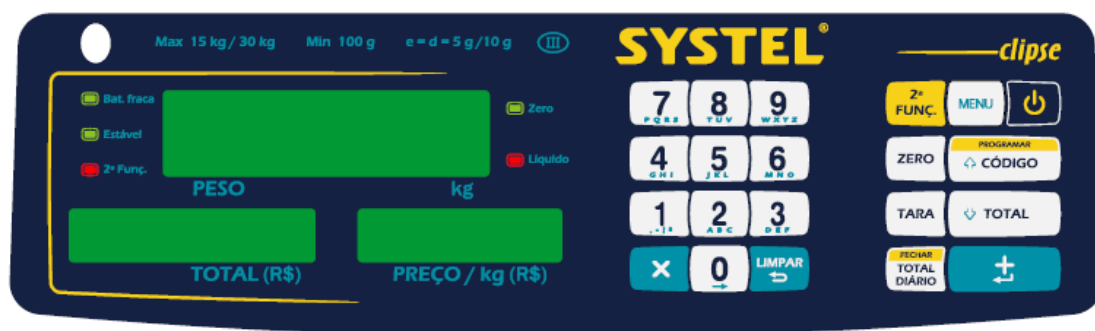 Max 15 kg / 30 kg Min 100 g e = d = 5 g /10 g III
SYSTEL®
clipse
Bat. fraca
Estável
2ª Funç.
Zero
Líquido
PESO kg
TOTAL (R$) PREÇO / kg (R$)
7 8 9
PQRS TUV WXYZ
4 5 6
GHI JKL MNO
1 2 3
ABC DEF
× 0 LIMPAR
2ª FUNÇ. MENU
PROGRAMAR
ZERO CÓDIGO
TARA TOTAL
FECHAR
TOTAL
DIÁRIO
±